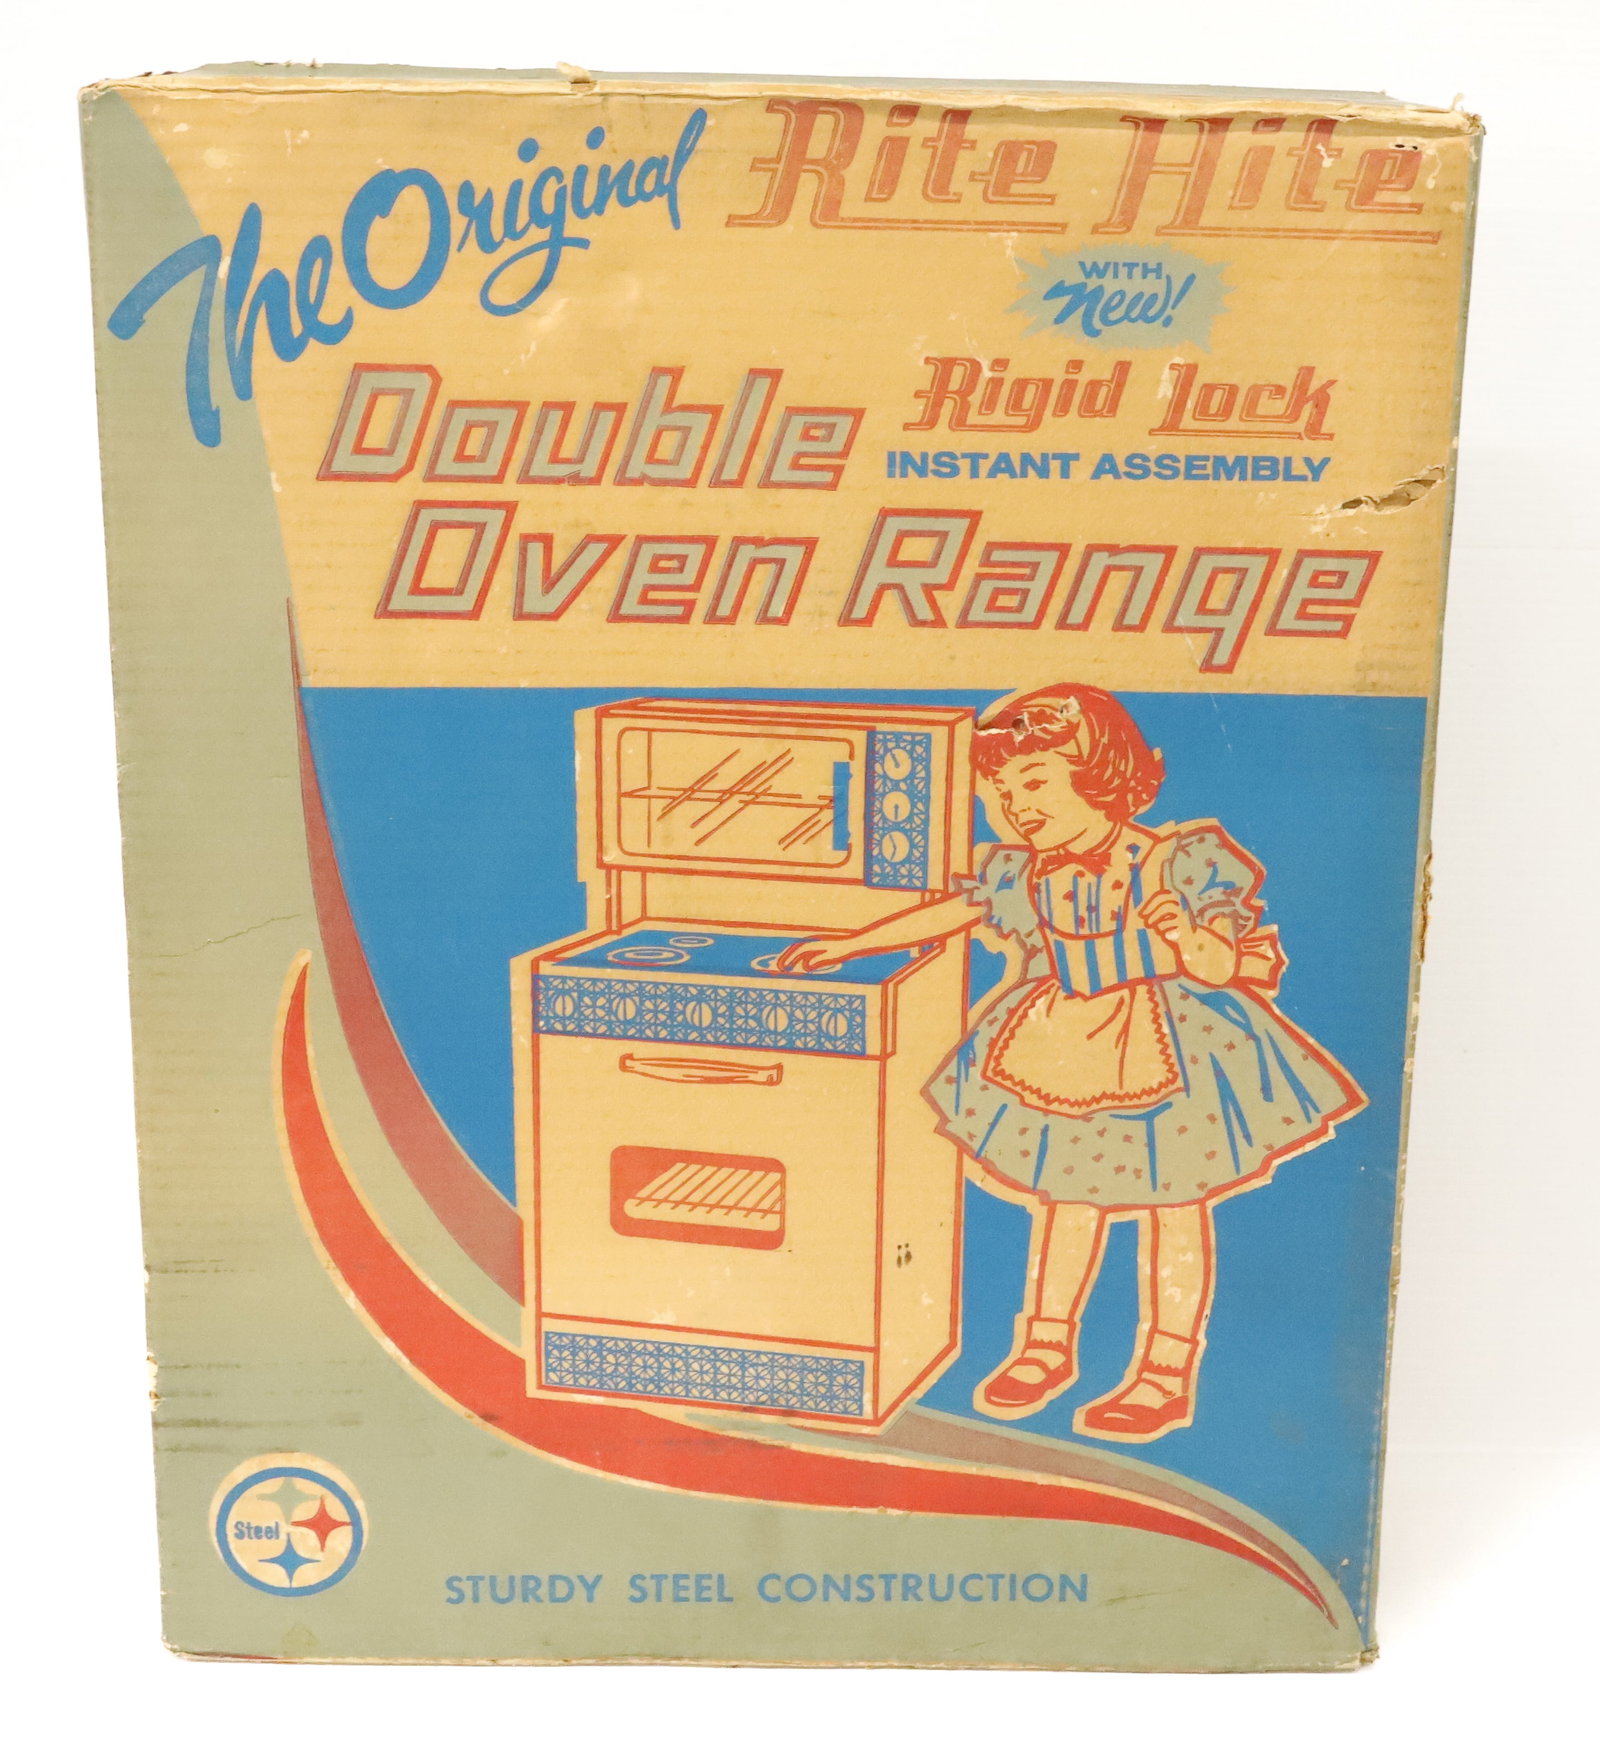 The Original
Rite Hite
WITH
New!
Rigid Lock
INSTANT ASSEMBLY
Double
Oven Range
Steel
STURDY STEEL CONSTRUCTION